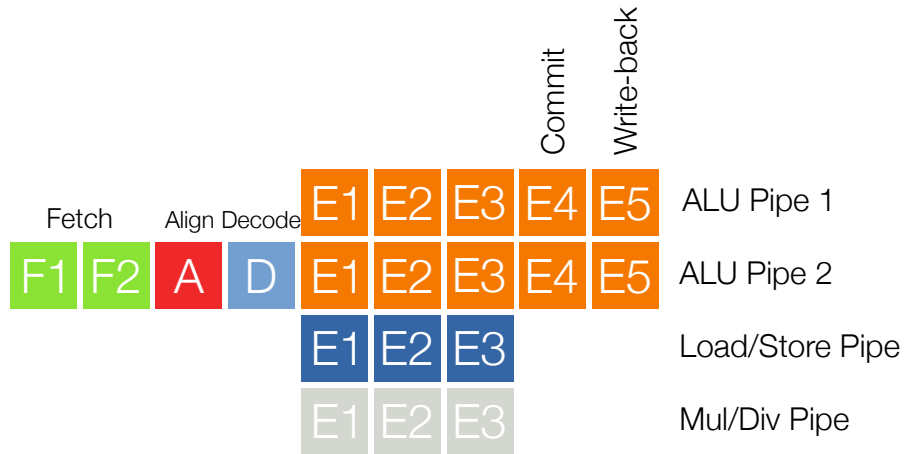 Commit
Write-back
E1 E2 E3 E4 E5 ALU Pipe 1
Fetch Align Decode
F1 F2 A D E1 E2 E3 E4 E5 ALU Pipe 2
E1 E2 E3 Load/Store Pipe
E1 E2 E3 Mul/Div Pipe